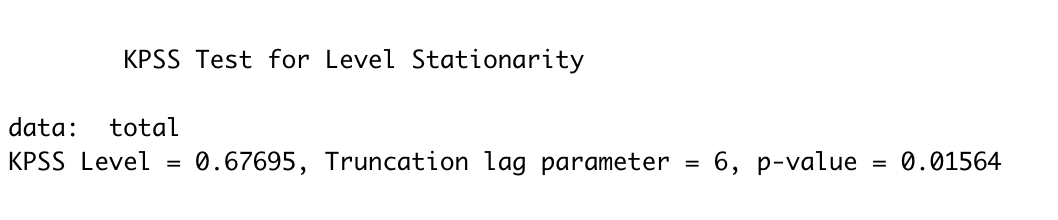 KPSS Test for Level Stationarity
data:  total
KPSS Level = 0.67695, Truncation lag parameter = 6, p-value = 0.01564